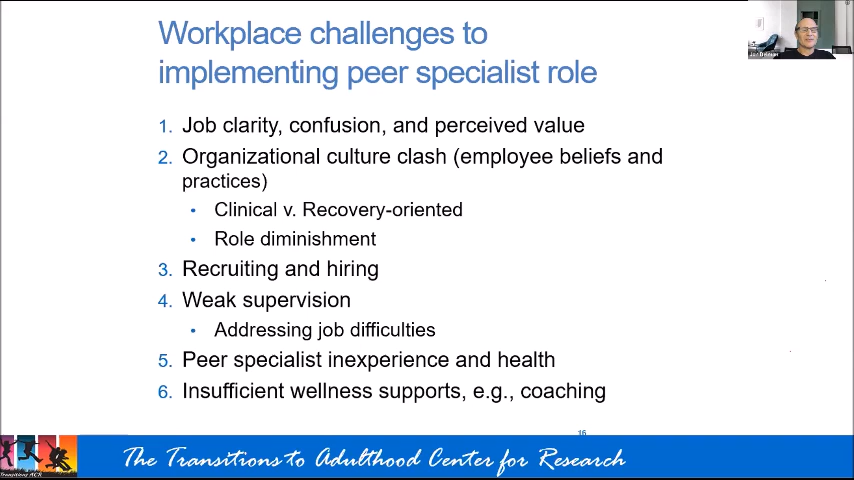 Workplace challenges to
implementing peer specialist role
1. Job clarity, confusion, and perceived value
2. Organizational culture clash (employee beliefs and
practices)
• Clinical v. Recovery-oriented
• Role diminishment
3. Recruiting and hiring
4. Weak supervision
• Addressing job difficulties
5. Peer specialist inexperience and health
6. Insufficient wellness supports, e.g., coaching
16
The Transitions to Adulthood Center for Research
Transitions ACR